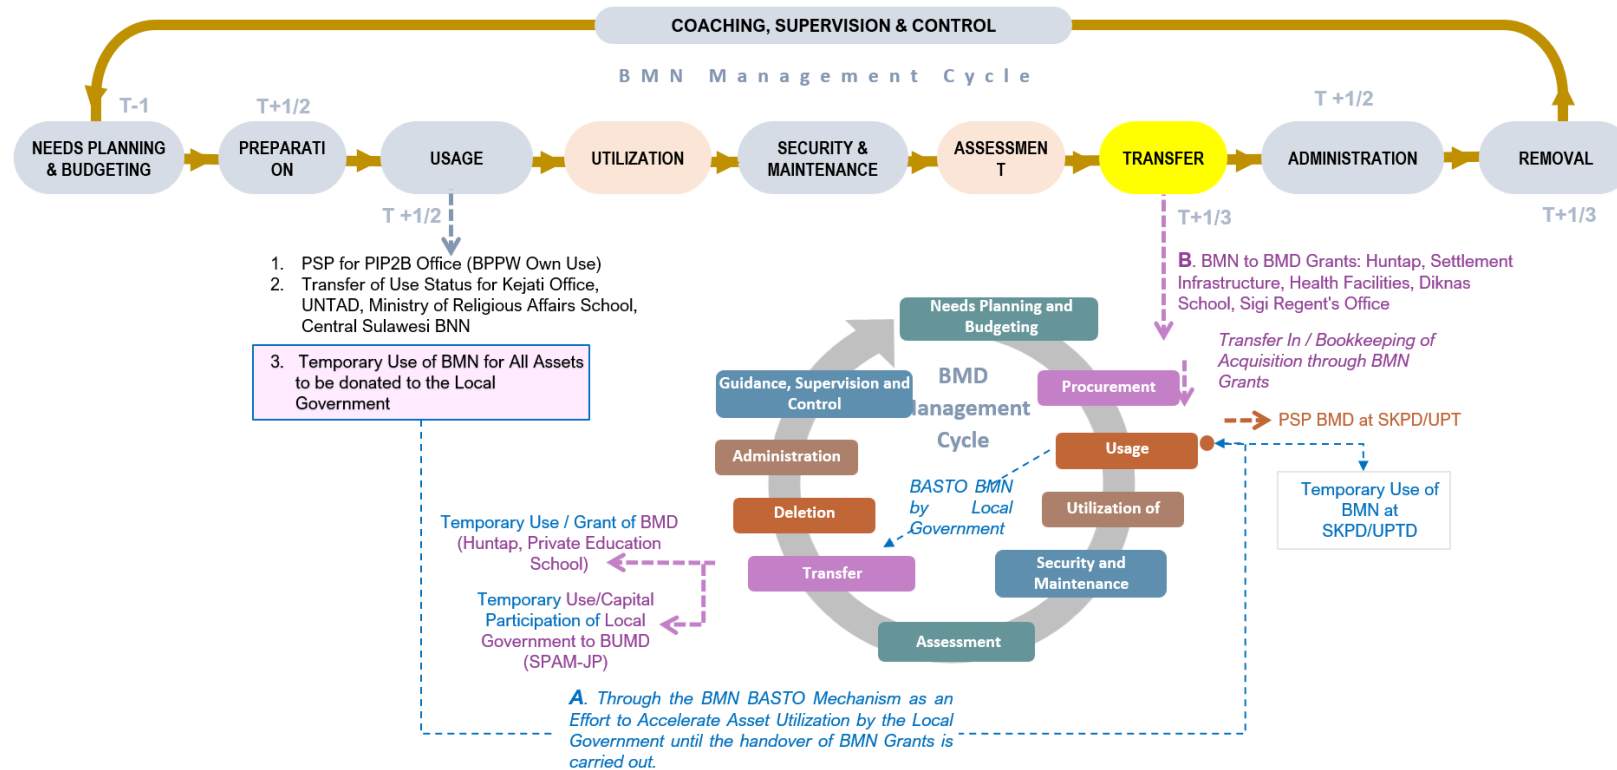 COACHING, SUPERVISION & CONTROL
BMN Management Cycle
T-1
T+1/2
T +1/2
NEEDS PLANNING
& BUDGETING
PREPARATI
ON
USAGE
UTILIZATION
SECURITY &
MAINTENANCE
ASSESSMEN
T
TRANSFER
ADMINISTRATION
REMOVAL
T +1/2
T+1/3
T+1/3
1. PSP for PIP2B Office (BPPW Own Use)
2. Transfer of Use Status for Kejati Office,
UNTAD, Ministry of Religious Affairs School,
Central Sulawesi BNN
3. Temporary Use of BMN for All Assets
to be donated to the Local
Government
B. BMN to BMD Grants: Huntap, Settlement
Infrastructure, Health Facilities, Diknas
School, Sigi Regent's Office
Transfer In / Bookkeeping of
Acquisition through BMN
Grants
Needs Planning and
Budgeting
Guidance, Supervision and
Control
BMD
Management
Cycle
Procurement
PSP BMD at SKPD/UPT
Administration
Usage
BASTO BMN
by Local
Government
Temporary Use of
BMN at
SKPD/UPTD
Deletion
Utilization of
Temporary Use / Grant of BMD
(Huntap, Private Education
School)
Transfer
Security and
Maintenance
Temporary Use/Capital
Participation of Local
Government to BUMD
(SPAM-JP)
Assessment
A. Through the BMN BASTO Mechanism as an
Effort to Accelerate Asset Utilization by the Local
Government until the handover of BMN Grants is
carried out.